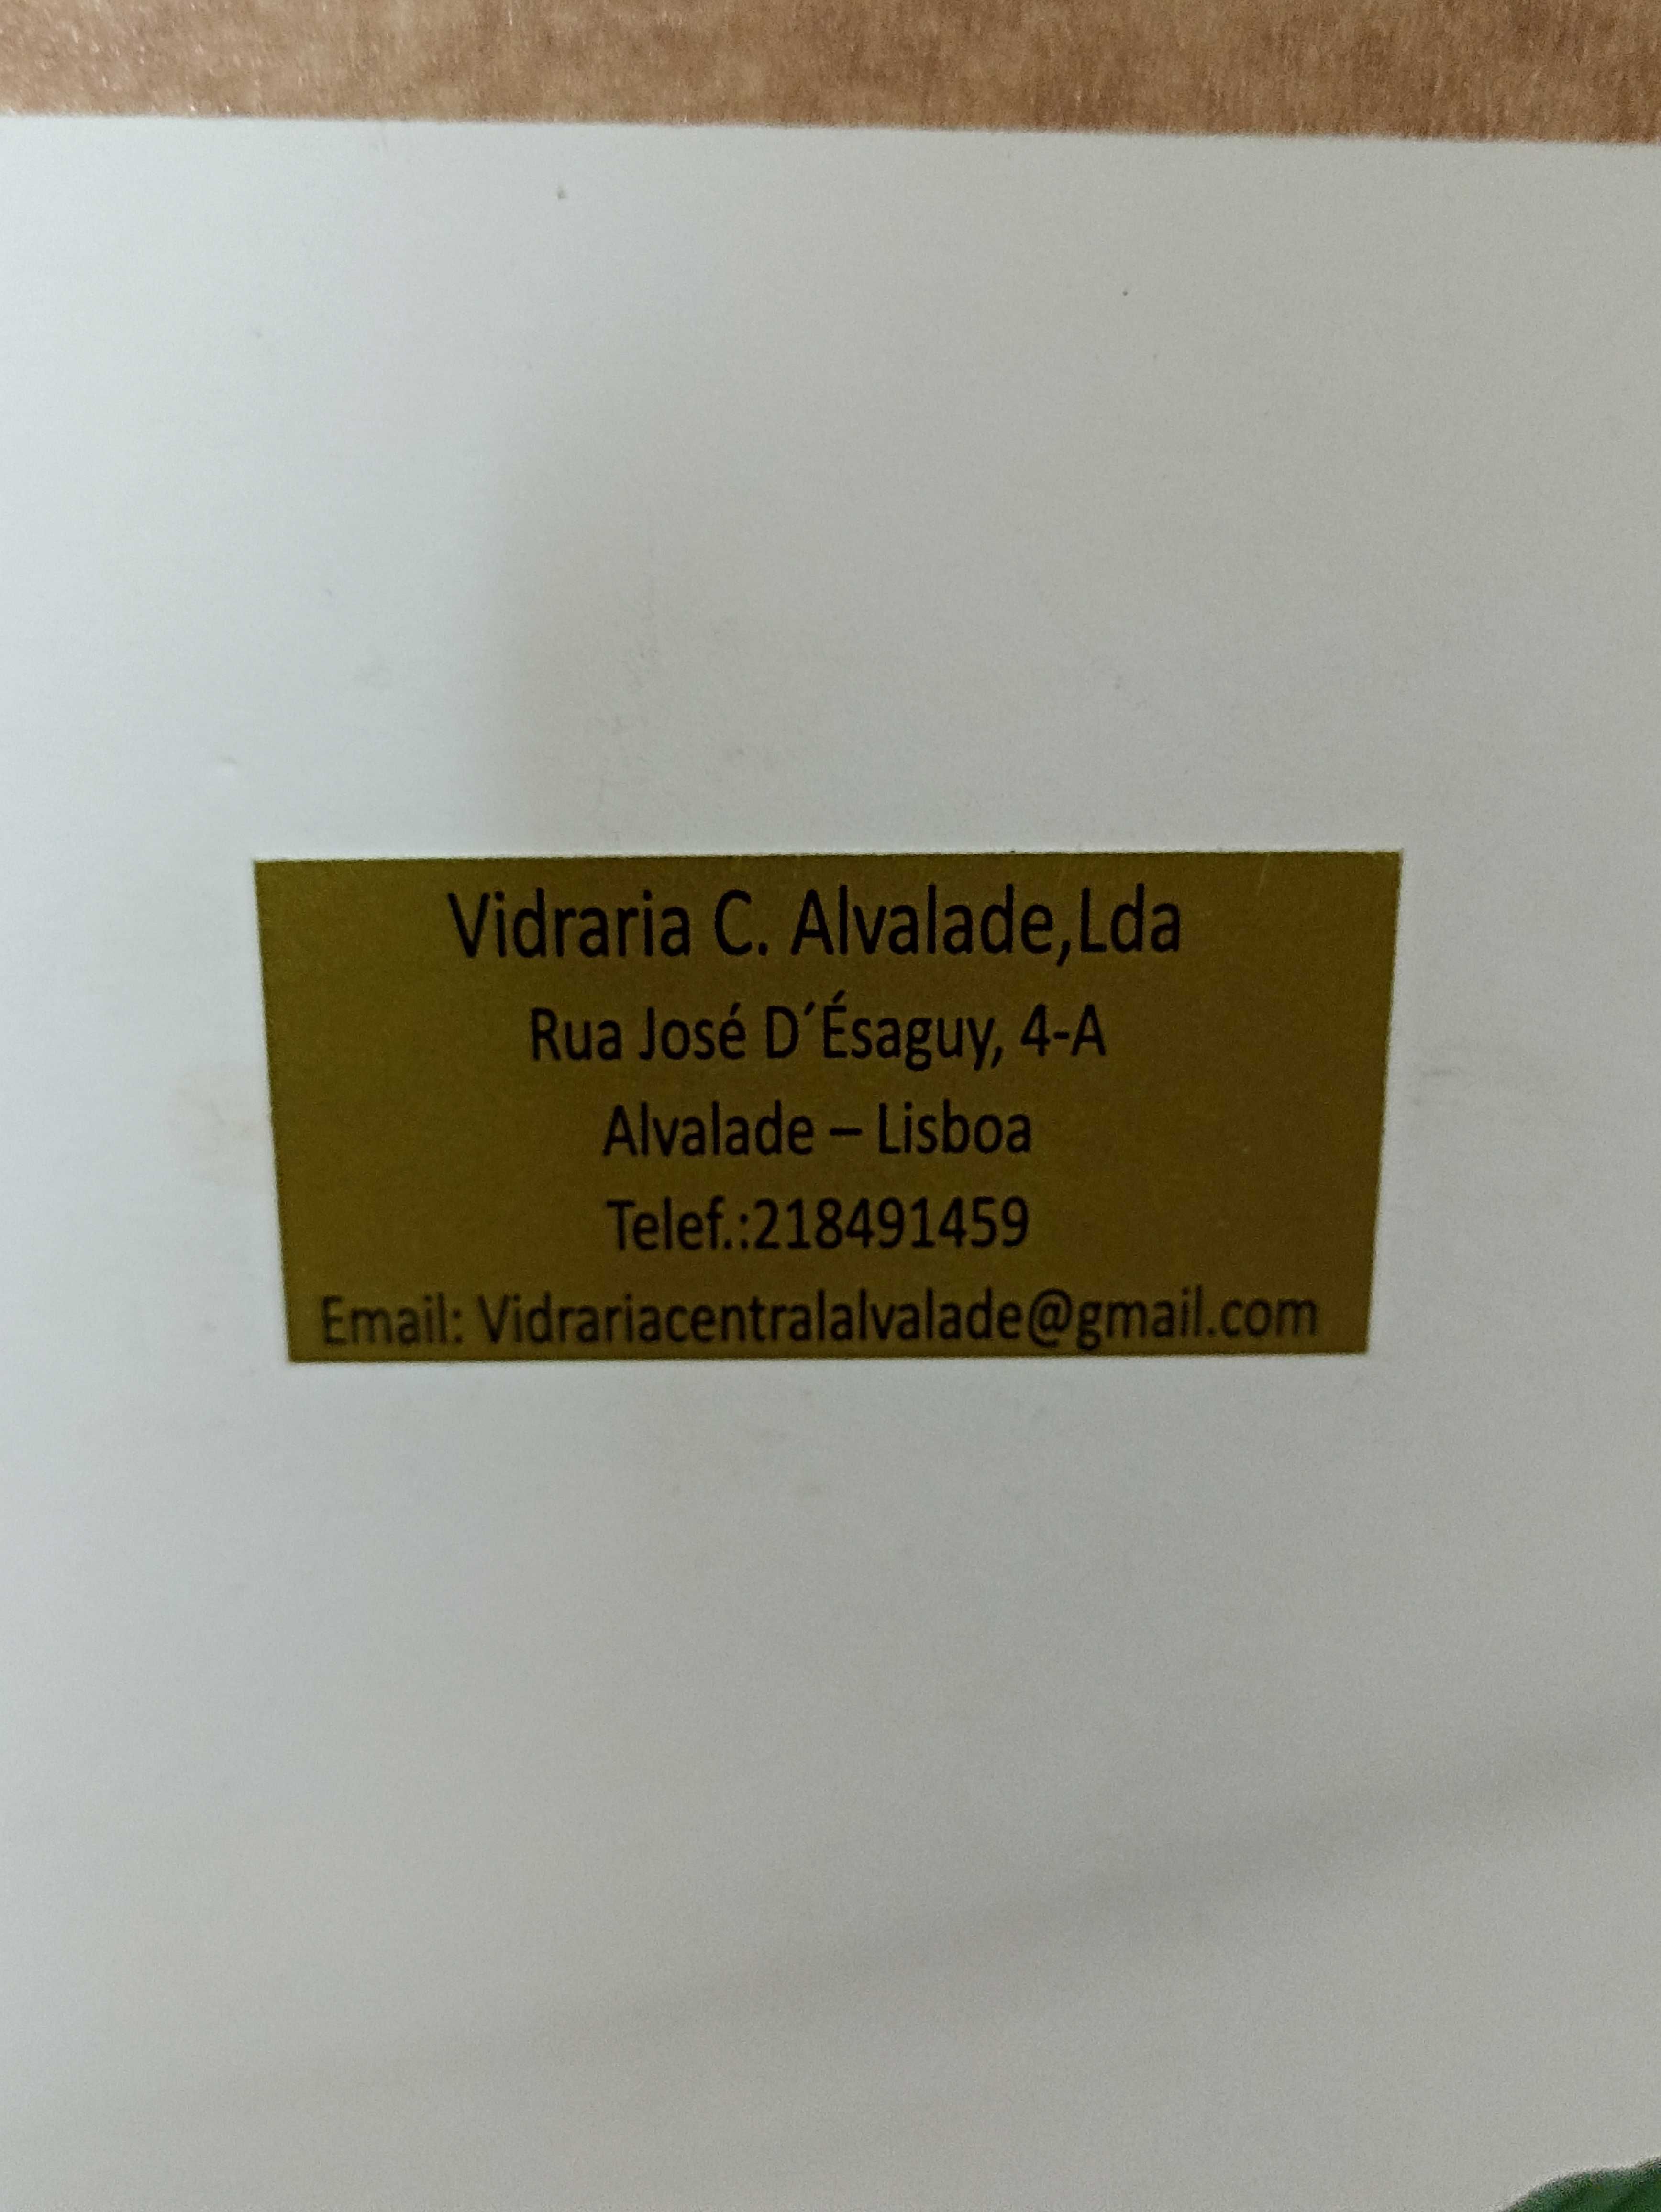 Vidraria C. Alvalade,Lda
Rua José D´Ésaguy, 4-A
Alvalade – Lisboa
Telef.:218491459
Email: Vidrariacentralalvalade@gmail.com